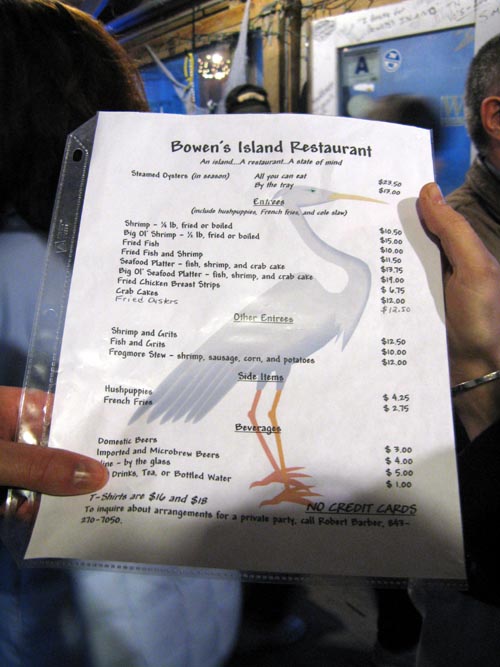 Bowen's Island Restaurant
An island...A restaurant...A state of mind
Steamed Oysters (in season) All you can eat $23.50
By the tray $17.00
Entrées
(include hushpuppies, French fries, and cole slaw)
Shrimp - ½ lb, fried or boiled $10.50
Big Ol' Shrimp - ½ lb, fried or boiled $15.00
Fried Fish $10.00
Fried Fish and Shrimp $11.50
Seafood Platter - fish, shrimp, and crab cake $17.75
Big Ol' Seafood Platter - fish, shrimp, and crab cake $19.00
Fried Chicken Breast Strips $ 6.75
Crab Cakes $12.00
Fried Oysters $12.50
Other Entrees
Shrimp and Grits $12.50
Fish and Grits $10.00
Frogmore Stew - shrimp, sausage, corn, and potatoes $12.00
Side Items
Hushpuppies $ 4.25
French Fries $ 2.75
Beverages
Domestic Beers $ 3.00
Imported and Microbrew Beers $ 4.00
ine - by the glass $ 5.00
Drinks, Tea, or Bottled Water $ 1.00
T-Shirts are $16 and $18
NO CREDIT CARDS
To inquire about arrangements for a private party, call Robert Barber, 843-
270-7050.